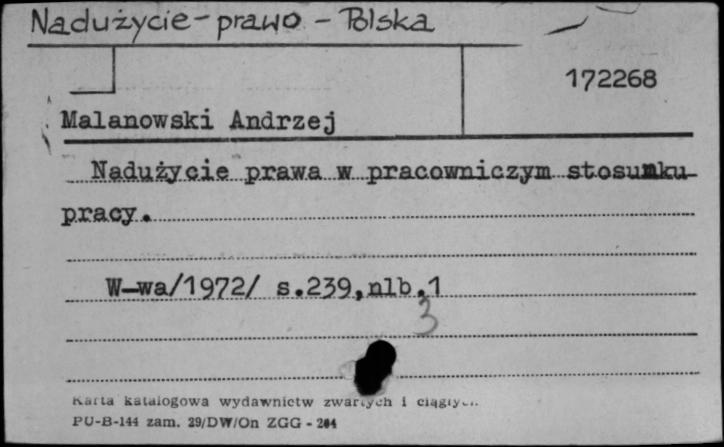 Nadużycie - prawo - Polska
172268
Malanowski Andrzej
Nadużycie prawa w pracowniczym stosunku
pracy.
W-wa/1972/ s.239,nlb.1
3
Karta katalogowa wydawnictw zwartych i ciągłych.
PU-B-144 zam. 29/DW/On ZGG - 204